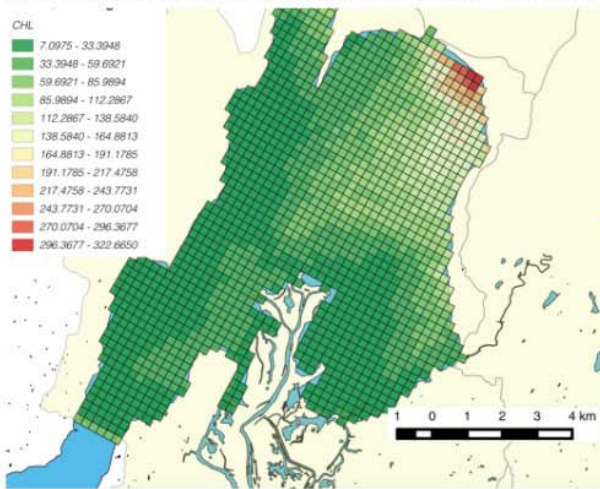 CHL
7.0975 - 33.3948
33.3948 - 59.6921
59.6921 - 85.9894
85.9894 - 112.2867
112.2867 - 138.5840
138.5840 - 164.8813
164.8813 - 191.1785
191.1785 - 217.4758
217.4758 - 243.7731
243.7731 - 270.0704
270.0704 - 296.3677
296.3677 - 322.6650
1 0 1 2 3 4 km